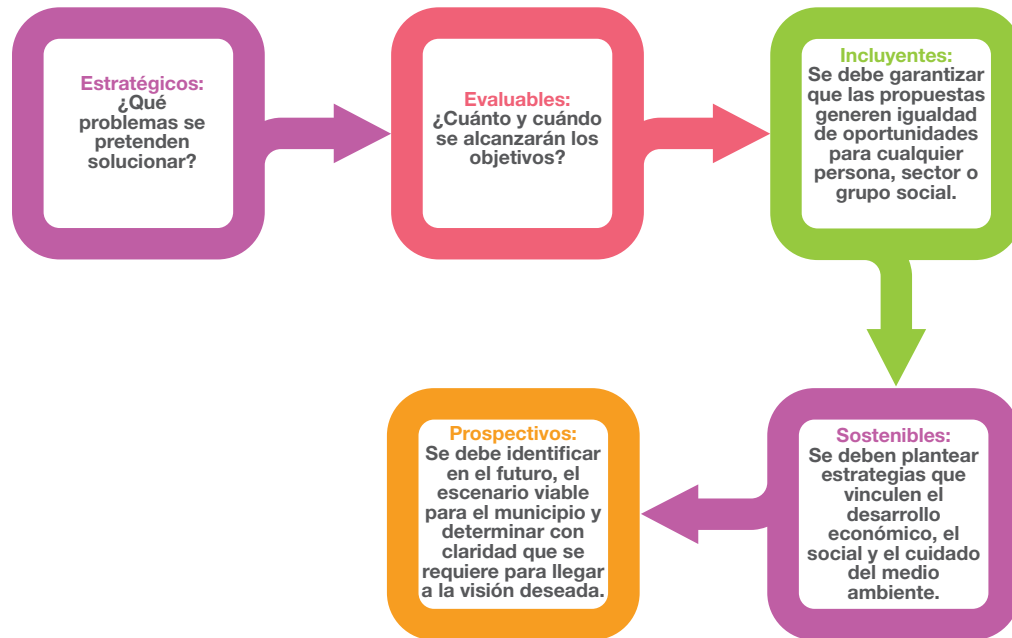 Estratégicos:
¿Qué
problemas se
pretenden
solucionar?
Evaluables:
¿Cuánto y cuándo
se alcanzarán los
objetivos?
Incluyentes:
Se debe garantizar
que las propuestas
generen igualdad
de oportunidades
para cualquier
persona, sector o
grupo social.
Sostenibles:
Se deben plantear
estrategias que
vinculen el
desarrollo
económico, el
social y el cuidado
del medio
ambiente.
Prospectivos:
Se debe identificar
en el futuro, el
escenario viable
para el municipio y
determinar con
claridad que se
requiere para llegar
a la visión deseada.